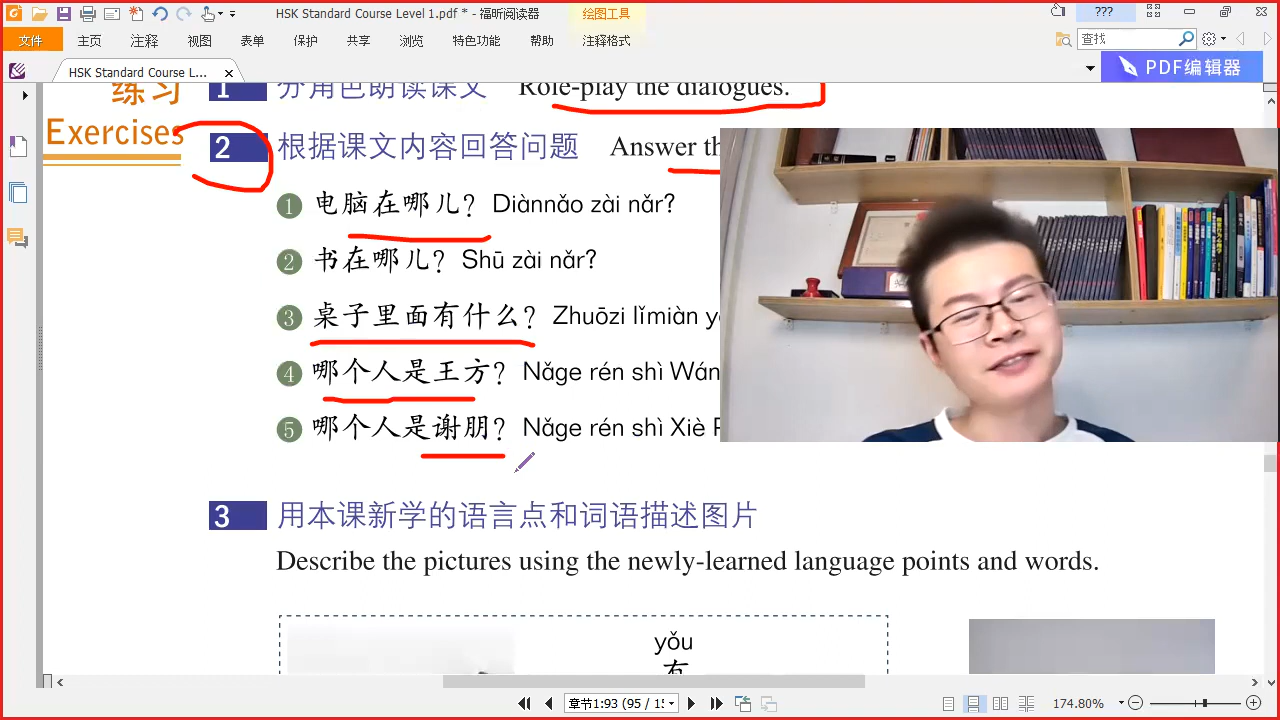 HSK Standard Course Level 1.pdf * - 福昕阅读器
绘图工具
???
文件 主页 注释 视图 表单 保护 共享 浏览 特色功能 帮助 注释格式
查找
HSK Standard Course L...
PDF编辑器
练习
Exercises
1 分角色朗读课文 Role-play the dialogues.
2 根据课文内容回答问题 Answer
1 电脑在哪儿? Diànnǎo zài nǎr?
2 书在哪儿? Shū zài nǎr?
3 桌子里面有什么? Zhuōzi lǐmiàn
4 哪个人是王方? Nǎge rén shì
5 哪个人是谢朋? Nǎge rén shì Xiè
3 用本课新学的语言点和词语描述图片
Describe the pictures using the newly-learned language points and words.
yǒu
有
章节1:93 (95 / 15
174.80%